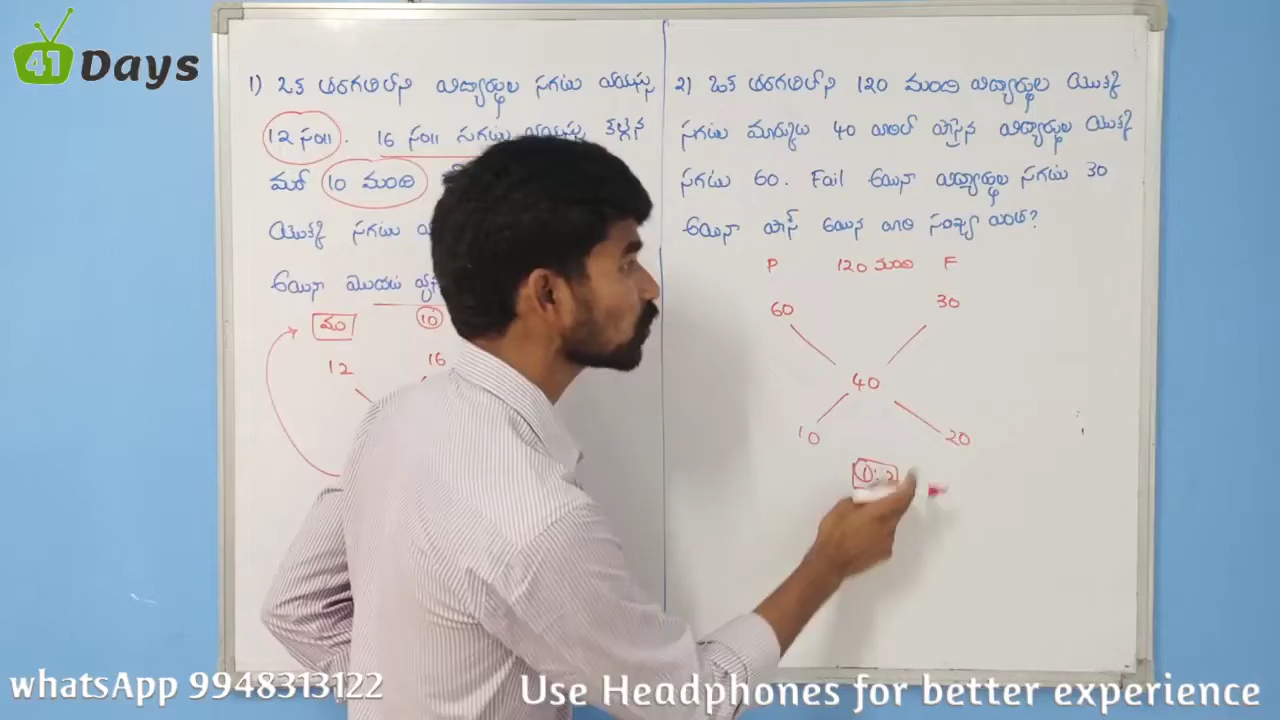 41 Days
1) ఒక తరగతిలోని విద్యార్థుల సగటు వయస్సు
12 సం॥. 16 సం॥ సగటు వయస్సు కల్గిన
మరో 10 మంది
యొక్క సగటు
అయినా మొదట
మొ 10
12 16
2) ఒక తరగతిలోని 120 మంది విద్యార్థుల యొక్క
సగటు మార్కులు 40 అందులో పాసైన విద్యార్థుల యొక్క
సగటు 60. Fail అయినా విద్యార్థుల సగటు 30
అయినా పాస్ అయిన వారి సంఖ్య ఎంత?
P 120 మంది F
60 30
40
10 20
1:2
whatsApp 9948313122
Use Headphones for better experience